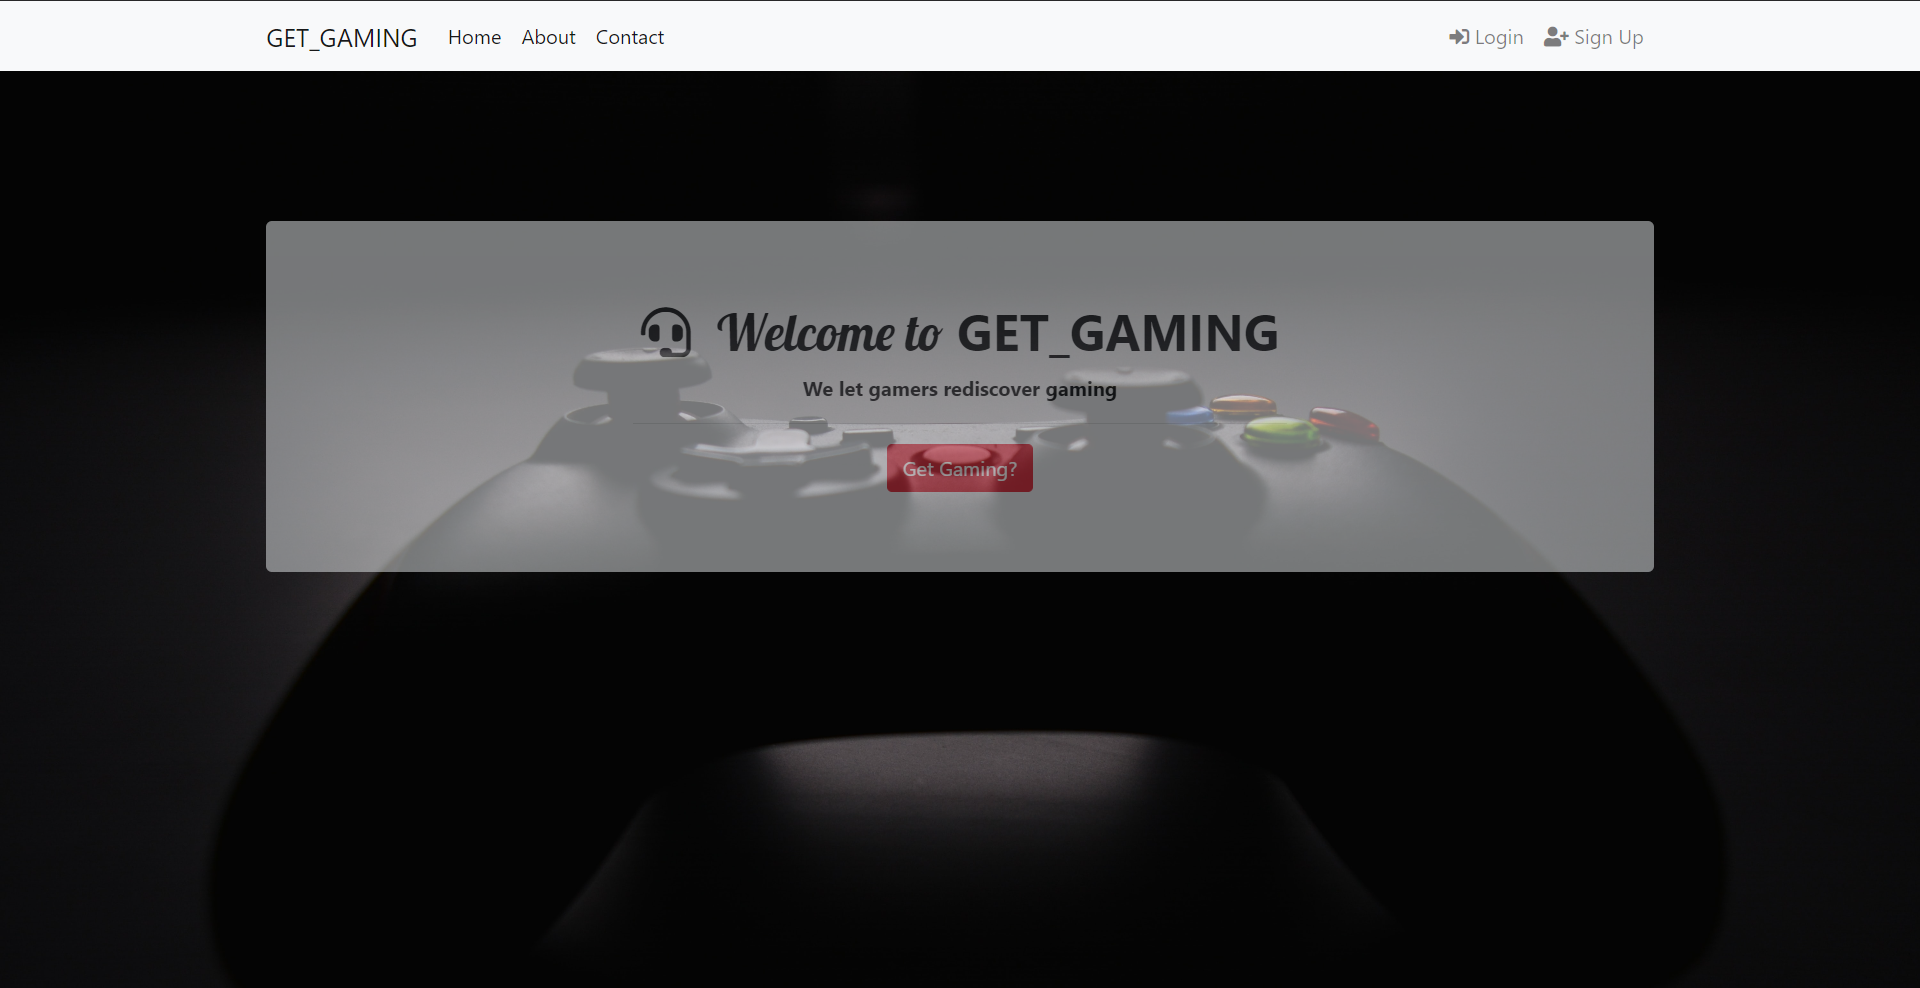 GET_GAMING Home About Contact Login Sign Up
Welcome to GET_GAMING
We let gamers rediscover gaming
Get Gaming?